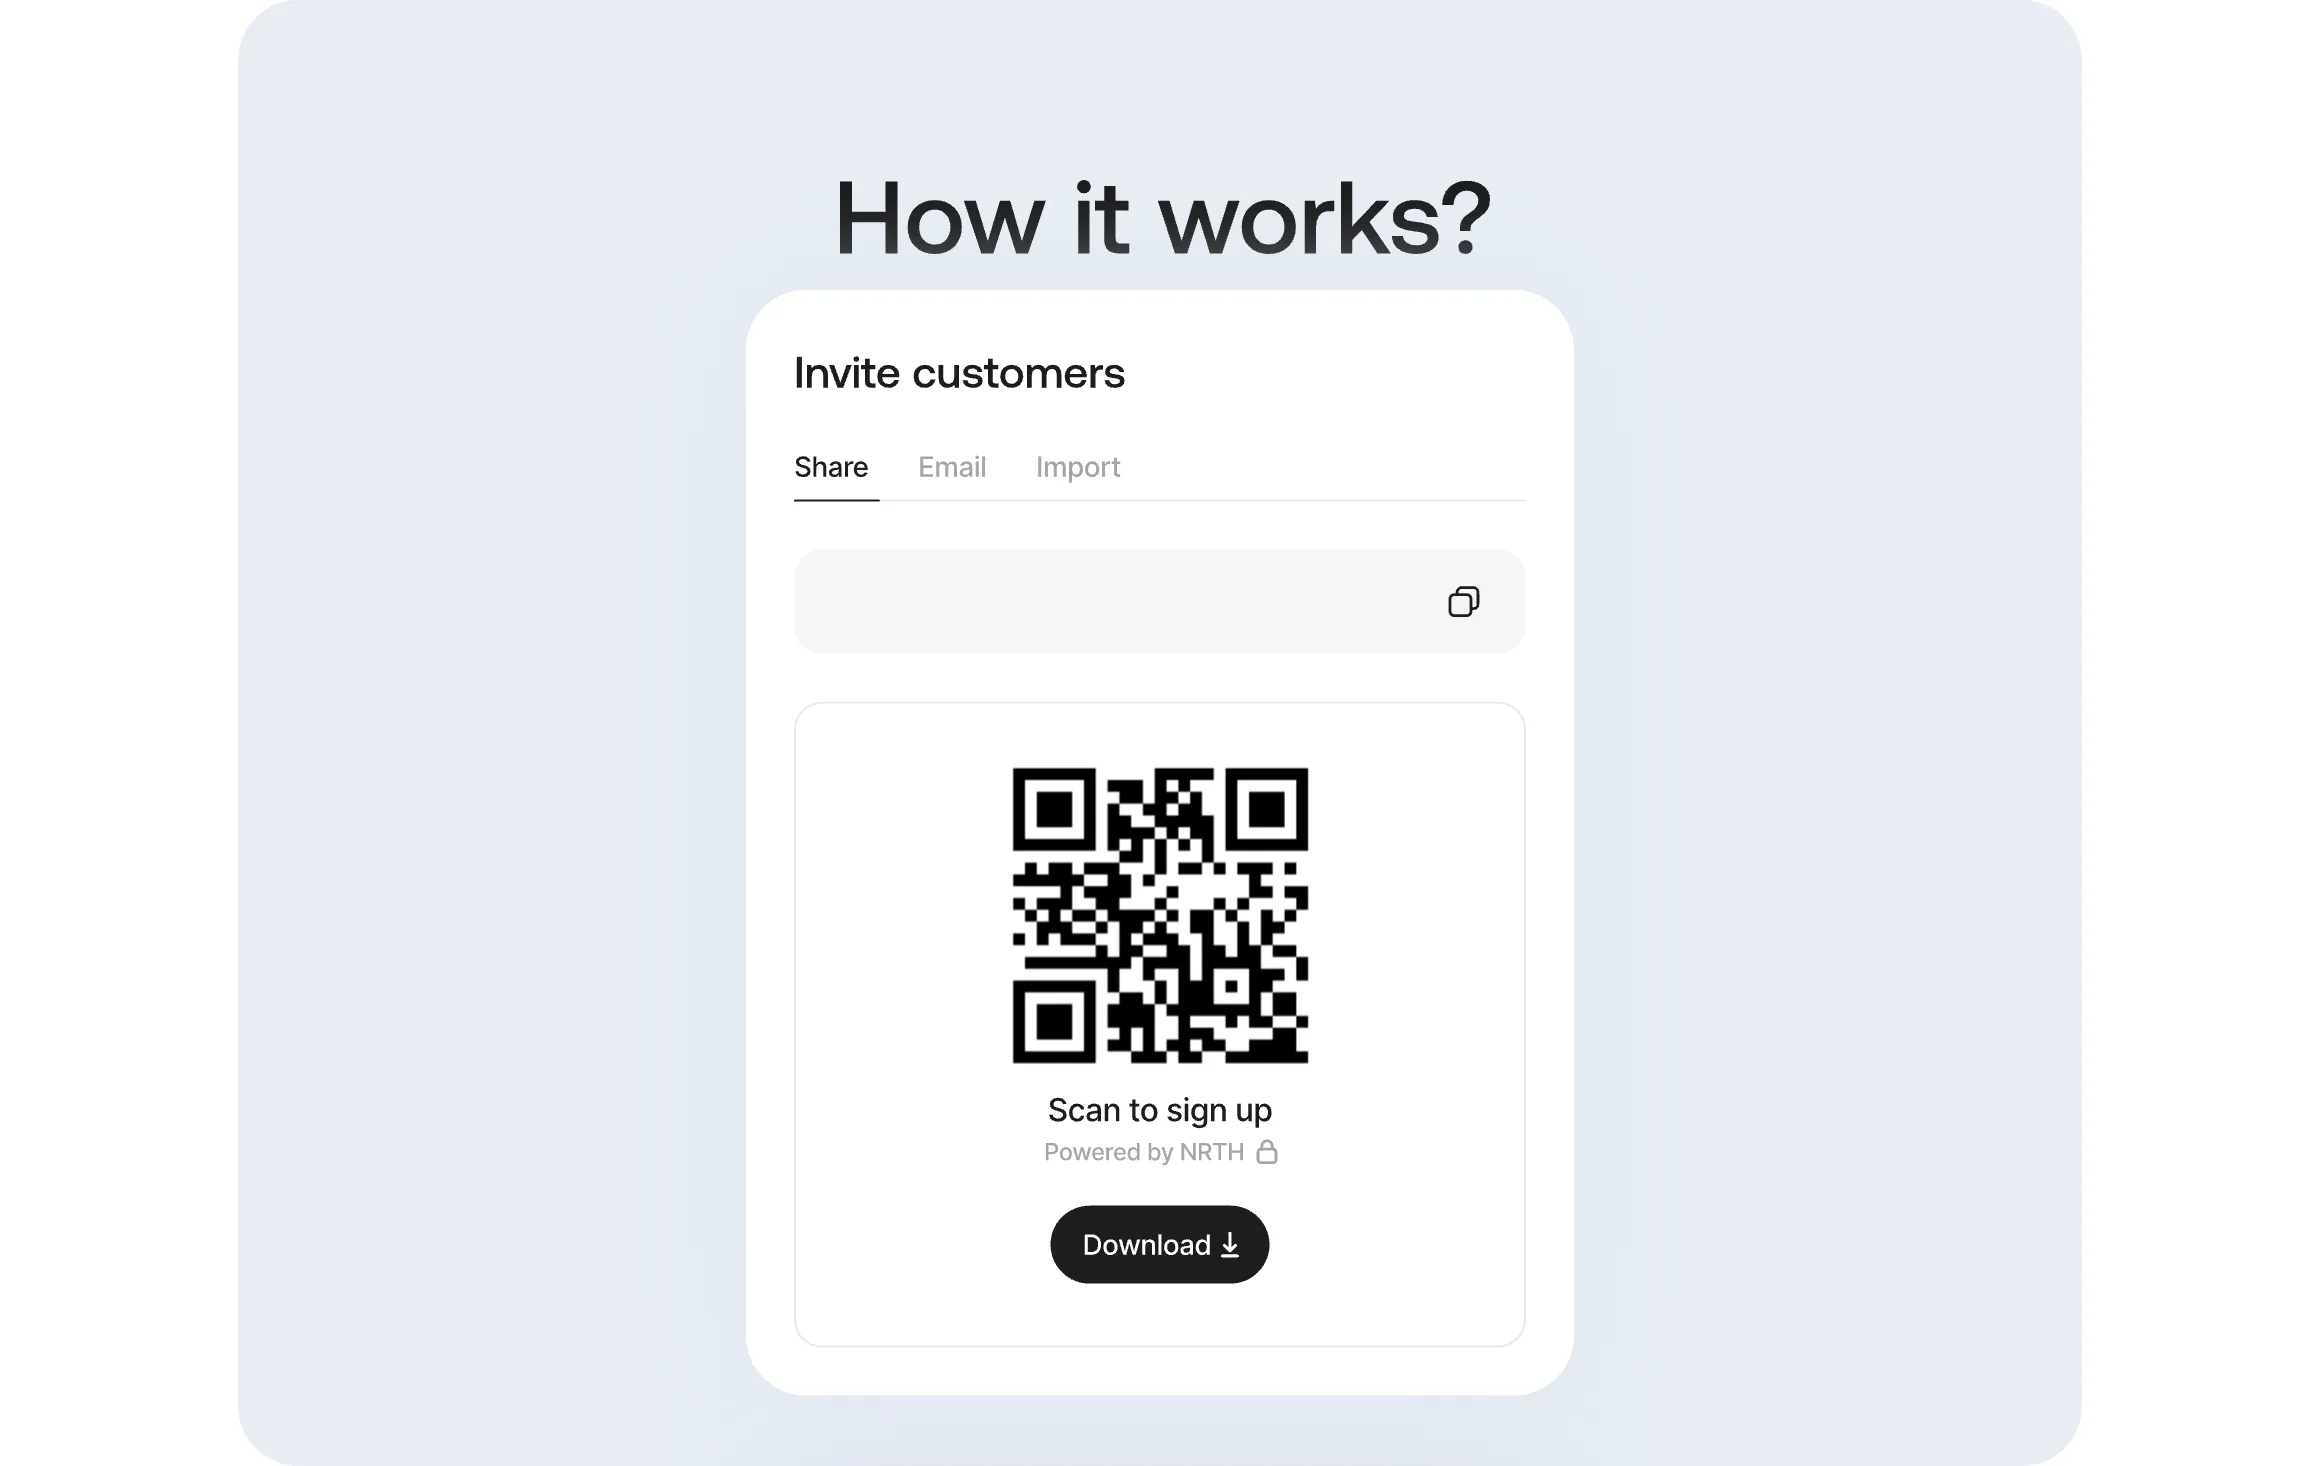 How it works?
Invite customers
Share Email Import
Scan to sign up
Powered by NRTH
Download